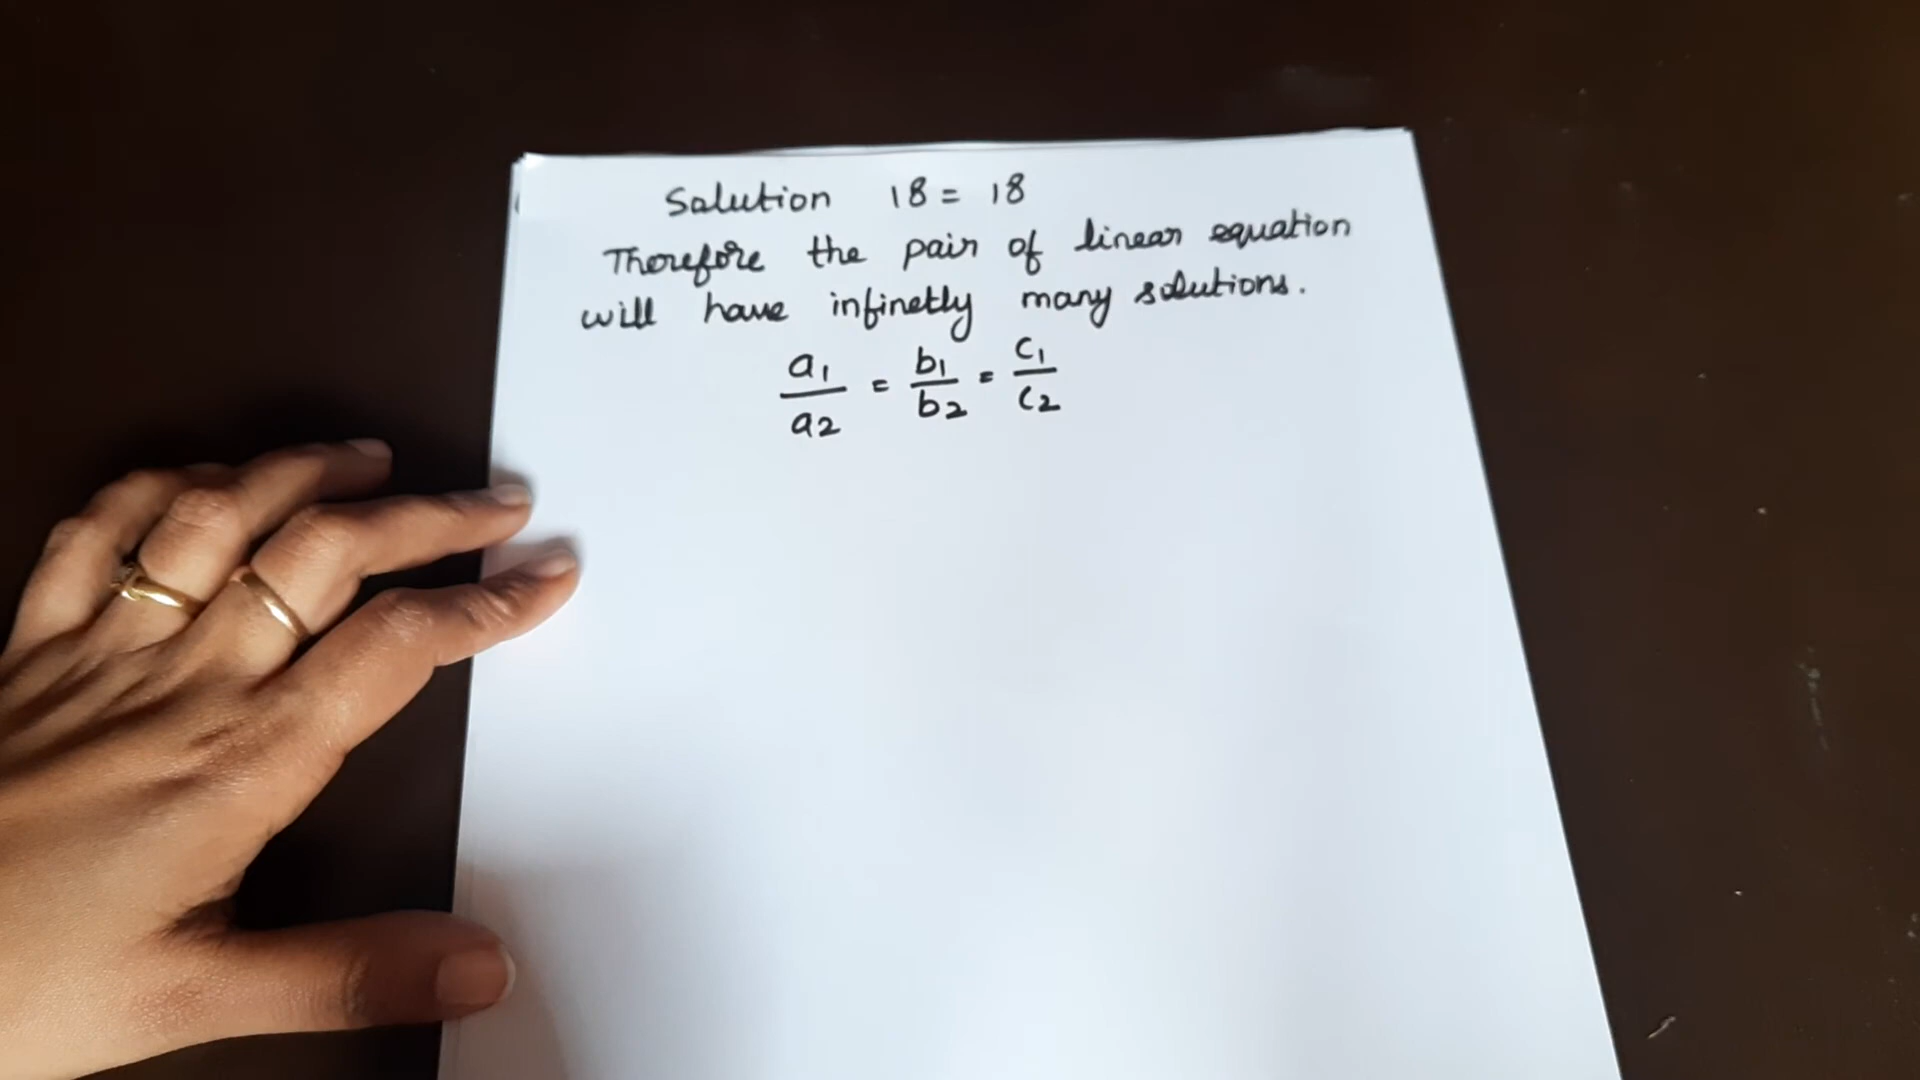 Solution 18 = 18
Therefore the pair of linear equation
will have infinetly many solutions.
a₁/a₂ = b₁/b₂ = c₁/c₂